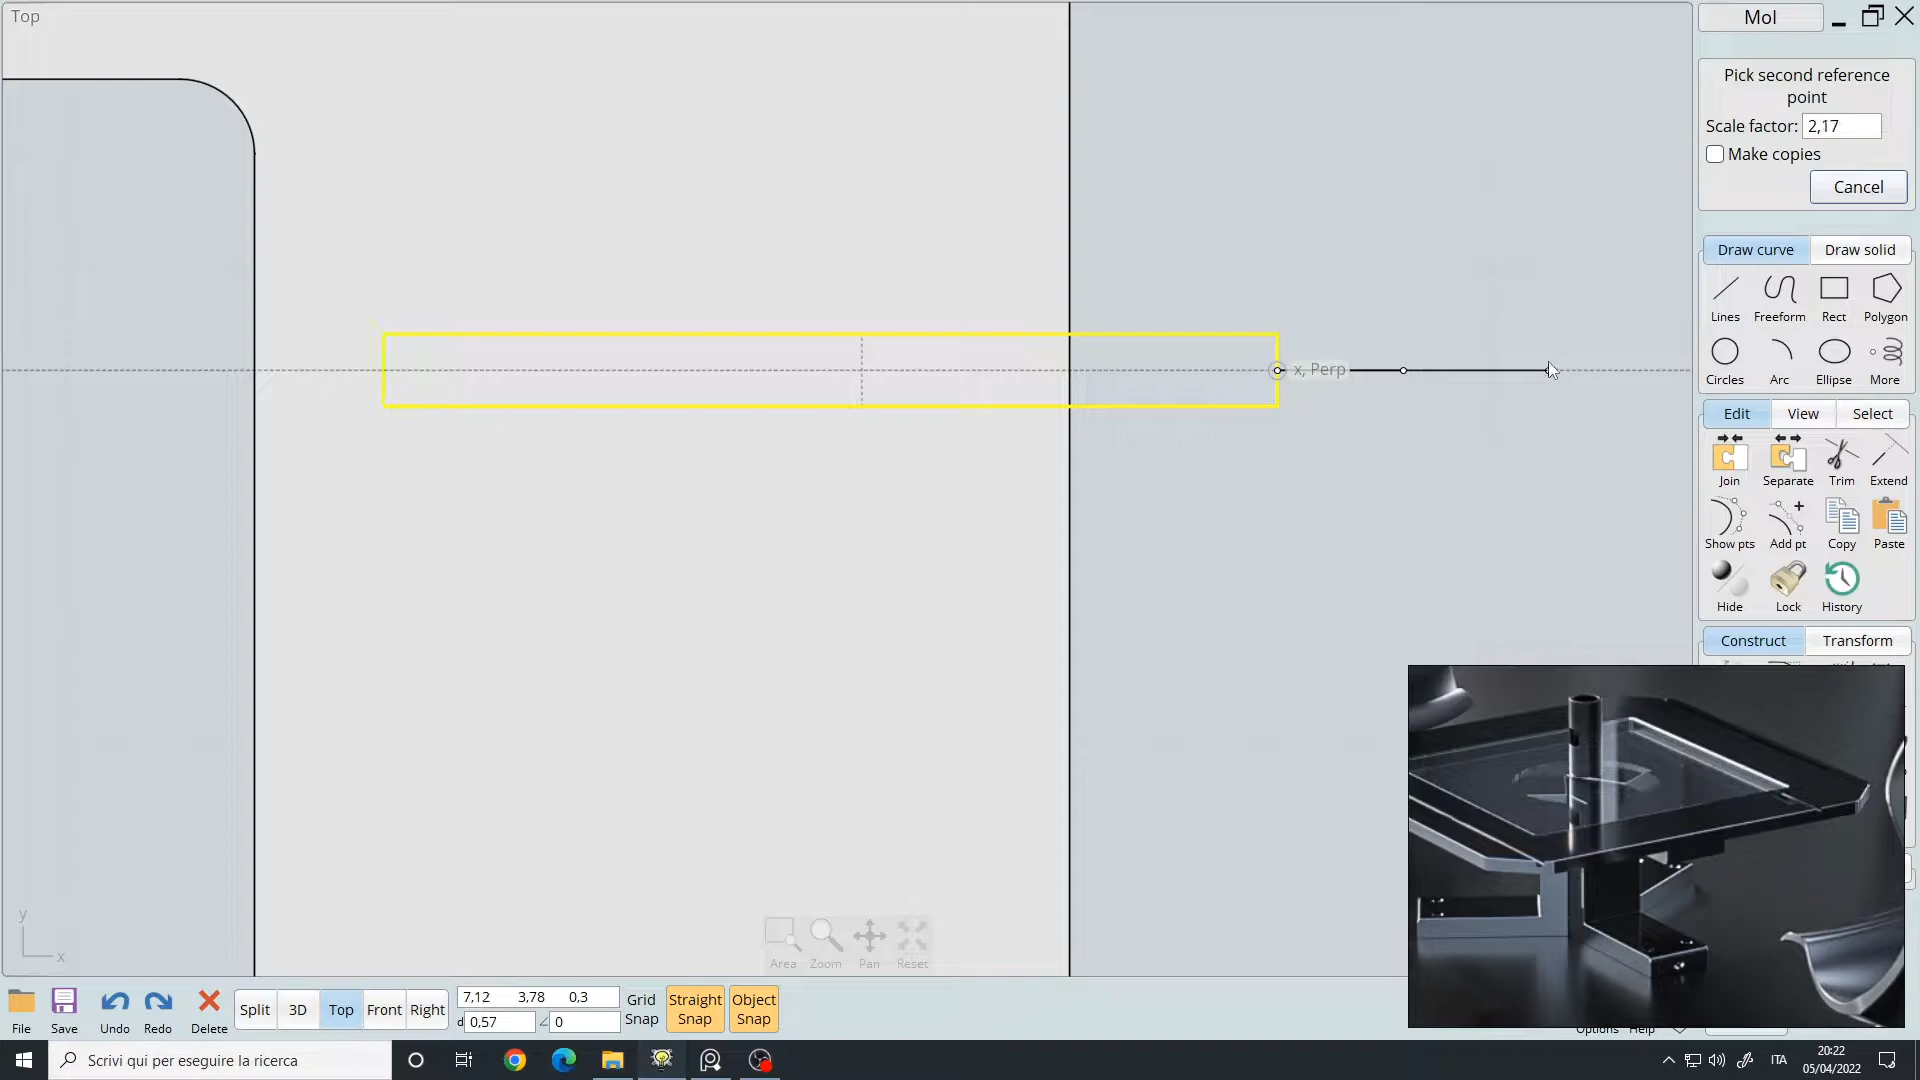 Top
MoI
Pick second reference
point
Scale factor: 2,17
Make copies
Cancel
Draw curve Draw solid
Lines Freeform Rect Polygon
Circles Arc Ellipse More
Edit View Select
Join Separate Trim Extend
Show pts Add pt Copy Paste
Hide Lock History
Construct Transform
x, Perp
y
x
Area Zoom Pan Reset
File Save Undo Redo Delete
Split 3D Top Front Right
7,12 3,78 0,3
d 0,57 ∠ 0
Grid
Snap
Straight
Snap
Object
Snap
Options Help
Scrivi qui per eseguire la ricerca
ITA
20:22
05/04/2022